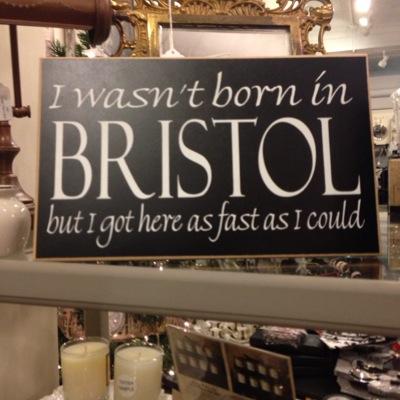 I wasn't born in
BRISTOL
but I got here as fast as I could